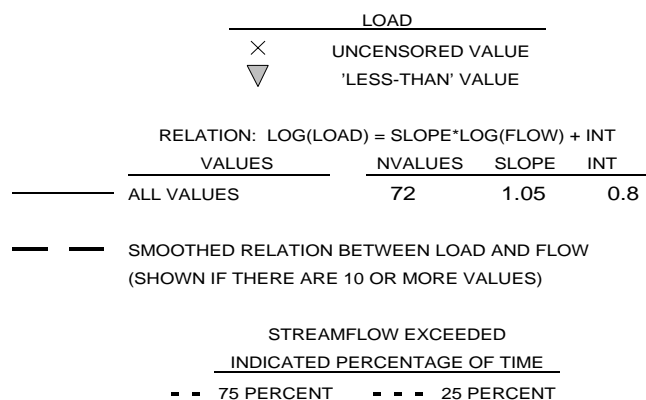 LOAD
UNCENSORED VALUE
'LESS-THAN' VALUE
RELATION: LOG(LOAD) = SLOPE*LOG(FLOW) + INT
VALUES NVALUES SLOPE INT
ALL VALUES 72 1.05 0.8
SMOOTHED RELATION BETWEEN LOAD AND FLOW
(SHOWN IF THERE ARE 10 OR MORE VALUES)
STREAMFLOW EXCEEDED
INDICATED PERCENTAGE OF TIME
75 PERCENT 25 PERCENT